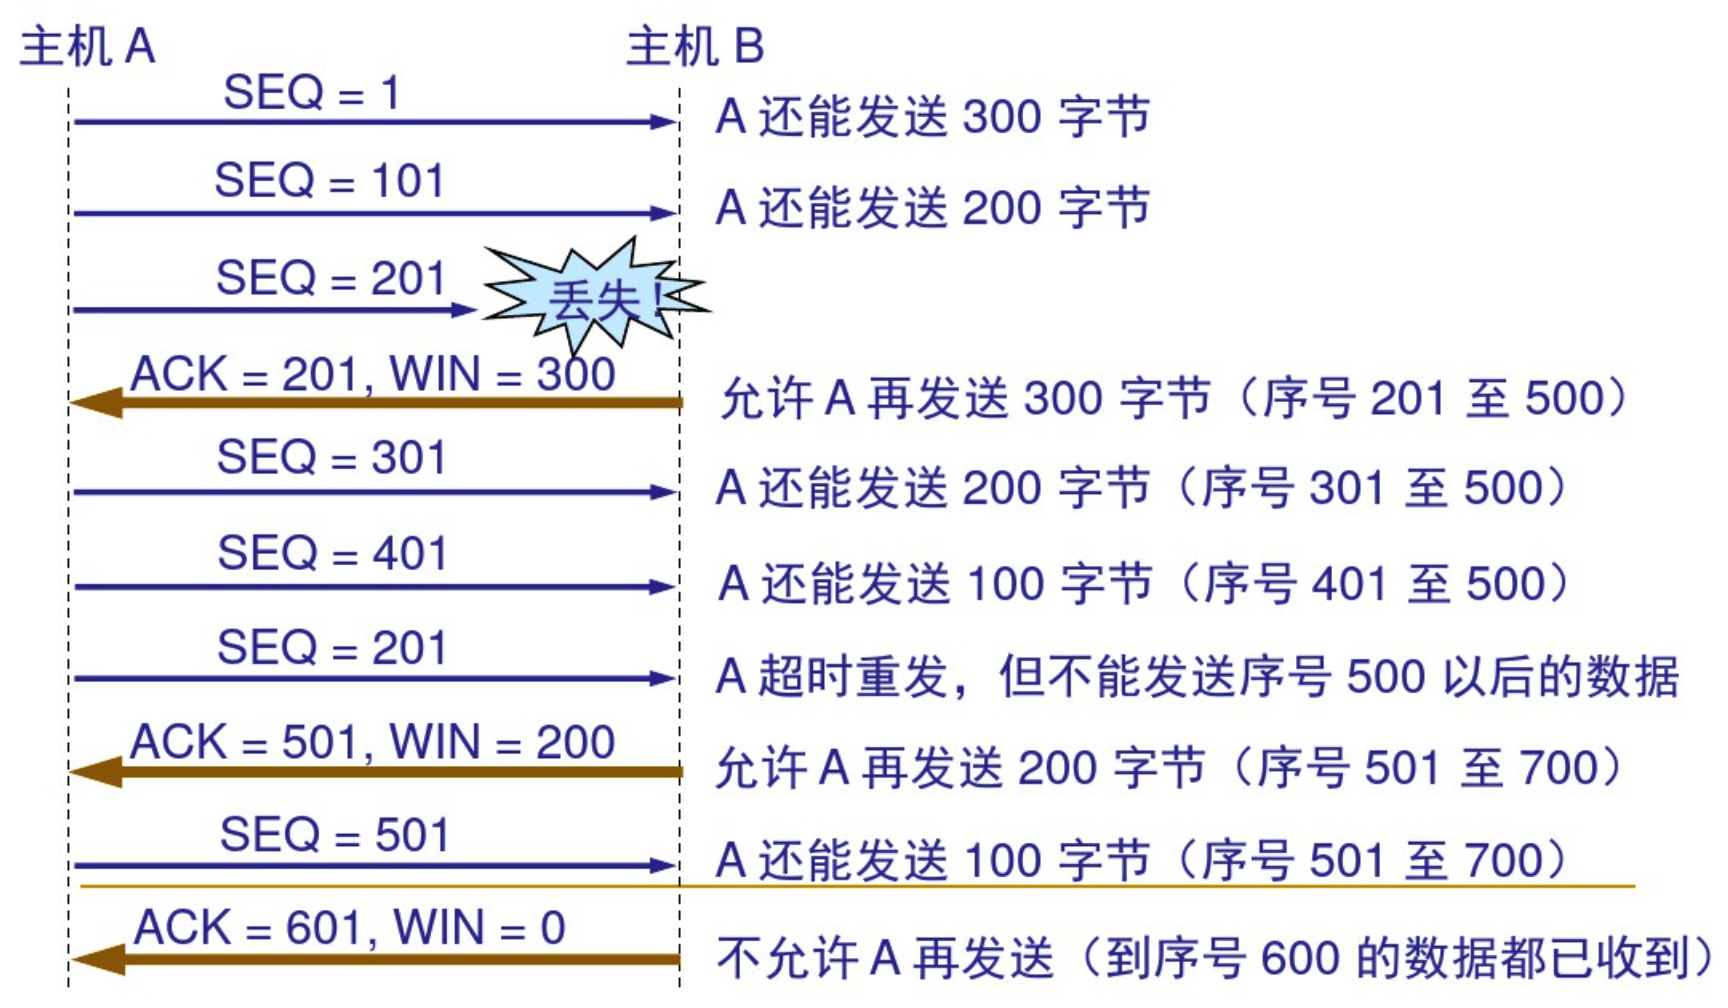 主机 A
主机 B
SEQ = 1
A 还能发送 300 字节
SEQ = 101
A 还能发送 200 字节
SEQ = 201
丢失!
ACK = 201, WIN = 300
允许 A 再发送 300 字节（序号 201 至 500）
SEQ = 301
A 还能发送 200 字节（序号 301 至 500）
SEQ = 401
A 还能发送 100 字节（序号 401 至 500）
SEQ = 201
A 超时重发，但不能发送序号 500 以后的数据
ACK = 501, WIN = 200
允许 A 再发送 200 字节（序号 501 至 700）
SEQ = 501
A 还能发送 100 字节（序号 501 至 700）
ACK = 601, WIN = 0
不允许 A 再发送（到序号 600 的数据都已收到）